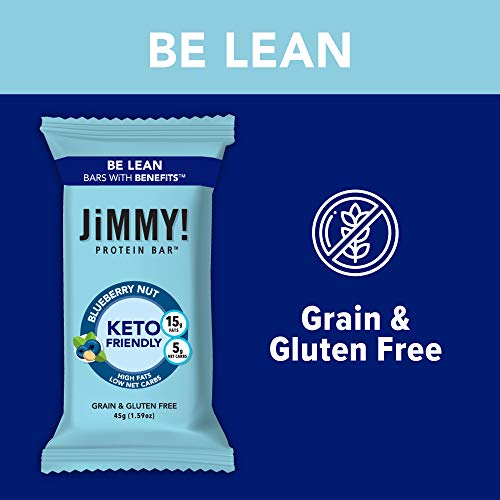 BE LEAN
BE LEAN
BARS WITH BENEFITS™
JiMMY!
PROTEIN BAR™
BLUEBERRY NUT
KETO
FRIENDLY
15g
FATS
5g
NET CARBS
HIGH FATS
LOW NET CARBS
GRAIN & GLUTEN FREE
45g (1.59oz)
Grain &
Gluten Free